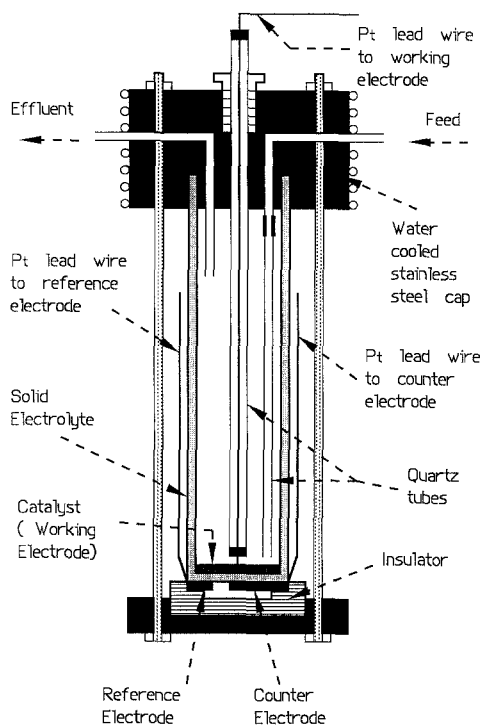 Pt lead wire
to working
electrode
Effluent
Feed
Water
cooled
stainless
steel cap
Pt lead wire
to reference
electrode
Pt lead wire
to counter
electrode
Solid
Electrolyte
Quartz
tubes
Catalyst
( Working
Electrode)
Insulator
Reference
Electrode
Counter
Electrode